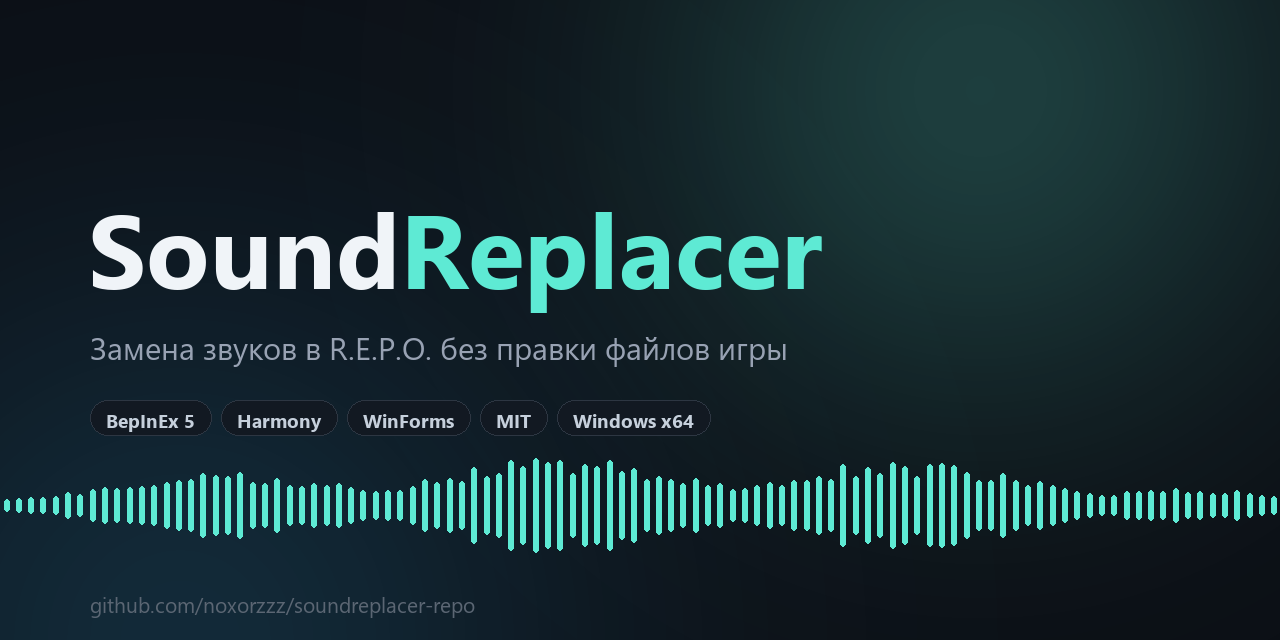 SoundReplacer
Замена звуков в R.E.P.O. без правки файлов игры
BepInEx 5 Harmony WinForms MIT Windows x64
github.com/noxorzzz/soundreplacer-repo